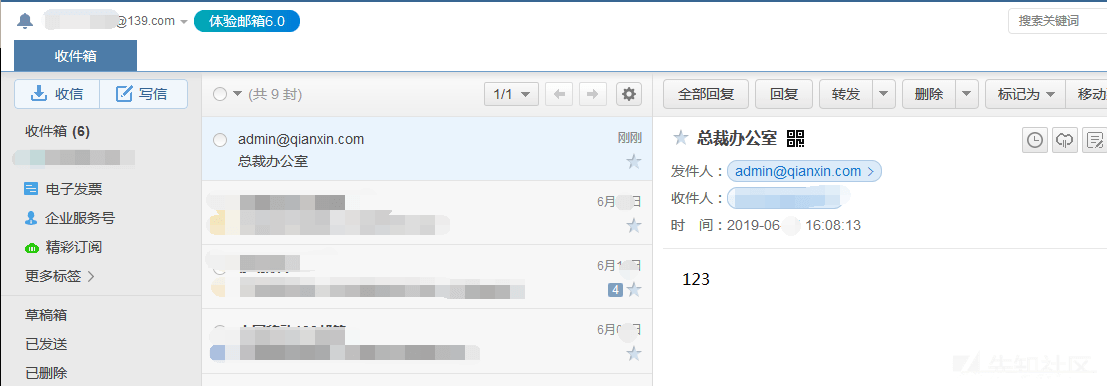 @139.com 体验邮箱6.0 搜索关键词
收件箱
收信 写信
收件箱 (6)
电子发票
企业服务号
精彩订阅
更多标签
草稿箱
已发送
已删除
(共 9 封) 1/1
admin@qianxin.com 刚刚
总裁办公室
6月 日
6月1 日
4
6月0 日
全部回复 回复 转发 删除 标记为 移动
总裁办公室
发件人：admin@qianxin.com
收件人：
时 间：2019-06 16:08:13
123
先知社区